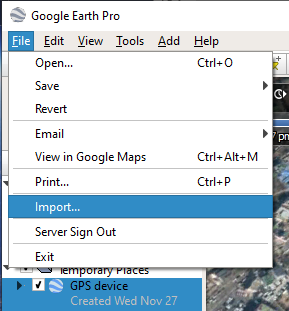 Google Earth Pro
File Edit View Tools Add Help
Open... Ctrl+O
Save
Revert
Email
View in Google Maps Ctrl+Alt+M
Print... Ctrl+P
Import...
Server Sign Out
Exit
Temporary Places
GPS device
Created Wed Nov 27